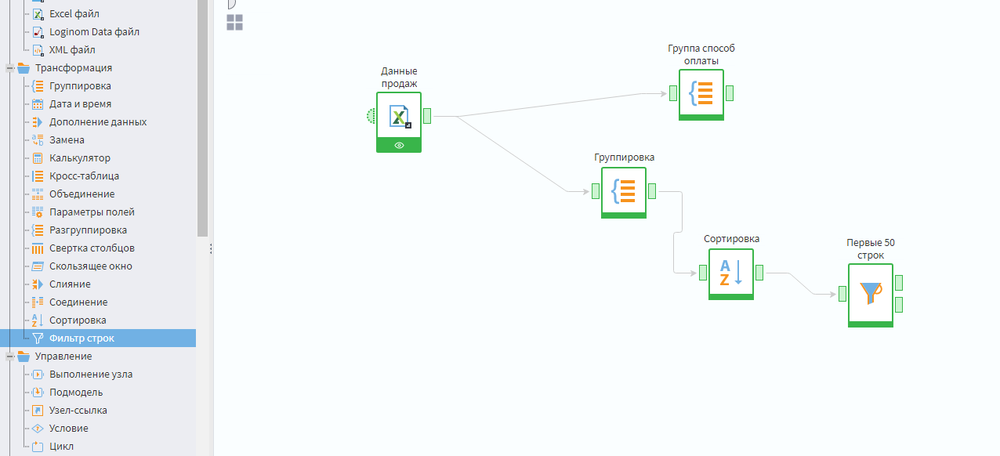 Excel файл
Loginom Data файл
XML файл
Трансформация
Группировка
Дата и время
Дополнение данных
Замена
Калькулятор
Кросс-таблица
Объединение
Параметры полей
Разгруппировка
Свертка столбцов
Скользящее окно
Слияние
Соединение
Сортировка
Фильтр строк
Управление
Выполнение узла
Подмодель
Узел-ссылка
Условие
Цикл
Данные
продаж
Группа способ
оплаты
Группировка
Сортировка
Первые 50
строк